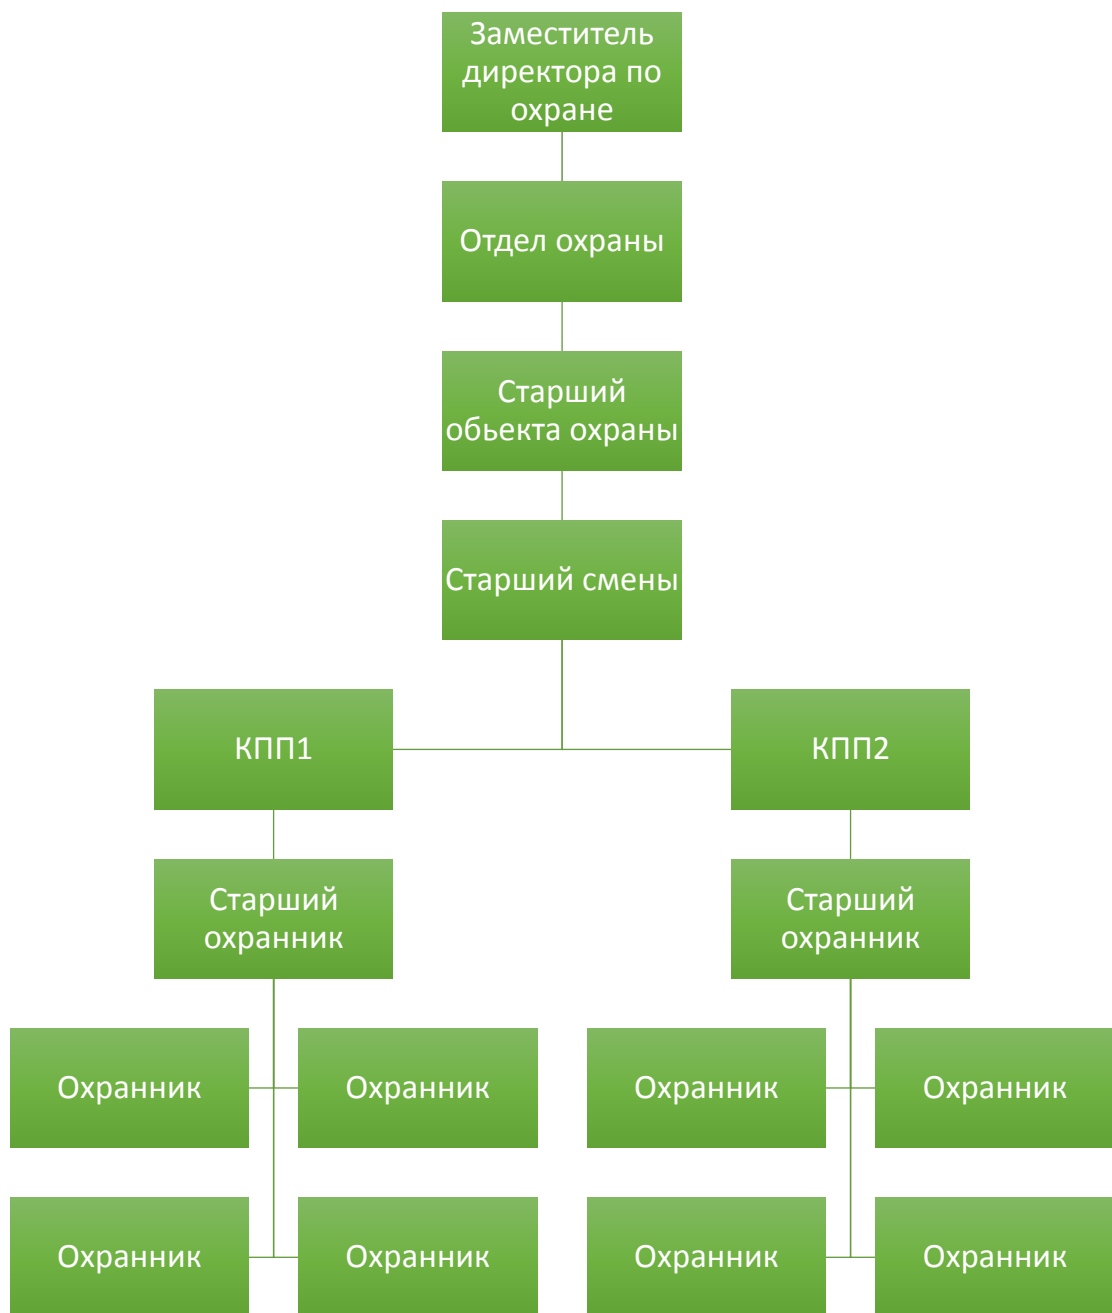 Заместитель
директора по
охране
Отдел охраны
Старший
обьекта охраны
Старший смены
КПП1
КПП2
Старший
охранник
Старший
охранник
Охранник
Охранник
Охранник
Охранник
Охранник
Охранник
Охранник
Охранник